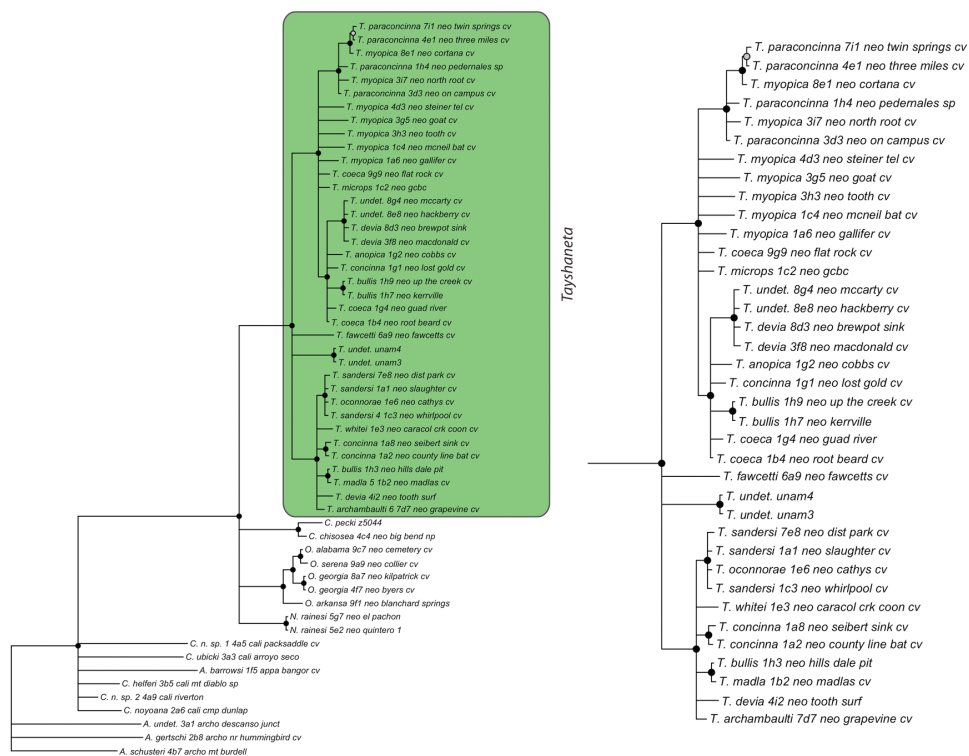 T. paraconcinna 7i1 neo twin springs cv
T. paraconcinna 4e1 neo three miles cv
T. myopica 8e1 neo cortana cv
T. paraconcinna 1h4 neo pedernales sp
T. myopica 3i7 neo north root cv
T. paraconcinna 3d3 neo on campus cv
T. myopica 4d3 neo steiner tel cv
T. myopica 3g5 neo goat cv
T. myopica 3h3 neo tooth cv
T. myopica 1c4 neo mcneil bat cv
T. myopica 1a6 neo gallifer cv
T. coeca 9g9 neo flat rock cv
T. microps 1c2 neo gcbc
T. undet. 8g4 neo mccarty cv
T. undet. 8e8 neo hackberry cv
T. devia 8d3 neo brewpot sink
T. devia 3f8 neo macdonald cv
T. anopica 1g2 neo cobbs cv
T. concinna 1g1 neo lost gold cv
T. bullis 1h9 neo up the creek cv
T. bullis 1h7 neo kerrville
T. coeca 1g4 neo guad river
T. coeca 1b4 neo root beard cv
T. fawcetti 6a9 neo fawcetts cv
T. undet. unam4
T. undet. unam3
T. sandersi 7e8 neo dist park cv
T. sandersi 1a1 neo slaughter cv
T. oconnorae 1e6 neo cathys cv
T. sandersi 4 1c3 neo whirlpool cv
T. whitei 1e3 neo caracol crk coon cv
T. concinna 1a8 neo seibert sink cv
T. concinna 1a2 neo county line bat cv
T. bullis 1h3 neo hills dale pit
T. madla 5 1b2 neo madlas cv
T. devia 4i2 neo tooth surf
T. archambaulti 6 7d7 neo grapevine cv
C. pecki z5044
C. chisosea 4c4 neo big bend np
O. alabama 9c7 neo cemetery cv
O. serena 9a9 neo collier cv
O. georgia 8a7 neo kilpatrick cv
O. georgia 4f7 neo byers cv
O. arkansa 9f1 neo blanchard springs
N. rainesi 5g7 neo el pachon
N. rainesi 5e2 neo quintero 1
C. n. sp. 1 4a5 cali packsaddle cv
C. ubicki 3a3 cali arroyo seco
A. barrowsi 1f5 appa bangor cv
C. helferi 3b5 cali mt diablo sp
C. n. sp. 2 4a9 cali riverton
C. noyoana 2a6 cali cmp dunlap
A. undet. 3a1 archo descanso junct
A. gertschi 2b8 archo nr hummingbird cv
A. schusteri 4b7 archo mt burdell
Tayshaneta
T. paraconcinna 7i1 neo twin springs cv
T. paraconcinna 4e1 neo three miles cv
T. myopica 8e1 neo cortana cv
T. paraconcinna 1h4 neo pedernales sp
T. myopica 3i7 neo north root cv
T. paraconcinna 3d3 neo on campus cv
T. myopica 4d3 neo steiner tel cv
T. myopica 3g5 neo goat cv
T. myopica 3h3 neo tooth cv
T. myopica 1c4 neo mcneil bat cv
T. myopica 1a6 neo gallifer cv
T. coeca 9g9 neo flat rock cv
T. microps 1c2 neo gcbc
T. undet. 8g4 neo mccarty cv
T. undet. 8e8 neo hackberry cv
T. devia 8d3 neo brewpot sink
T. devia 3f8 neo macdonald cv
T. anopica 1g2 neo cobbs cv
T. concinna 1g1 neo lost gold cv
T. bullis 1h9 neo up the creek cv
T. bullis 1h7 neo kerrville
T. coeca 1g4 neo guad river
T. coeca 1b4 neo root beard cv
T. fawcetti 6a9 neo fawcetts cv
T. undet. unam4
T. undet. unam3
T. sandersi 7e8 neo dist park cv
T. sandersi 1a1 neo slaughter cv
T. oconnorae 1e6 neo cathys cv
T. sandersi 1c3 neo whirlpool cv
T. whitei 1e3 neo caracol crk coon cv
T. concinna 1a8 neo seibert sink cv
T. concinna 1a2 neo county line bat cv
T. bullis 1h3 neo hills dale pit
T. madla 1b2 neo madlas cv
T. devia 4i2 neo tooth surf
T. archambaulti 7d7 neo grapevine cv